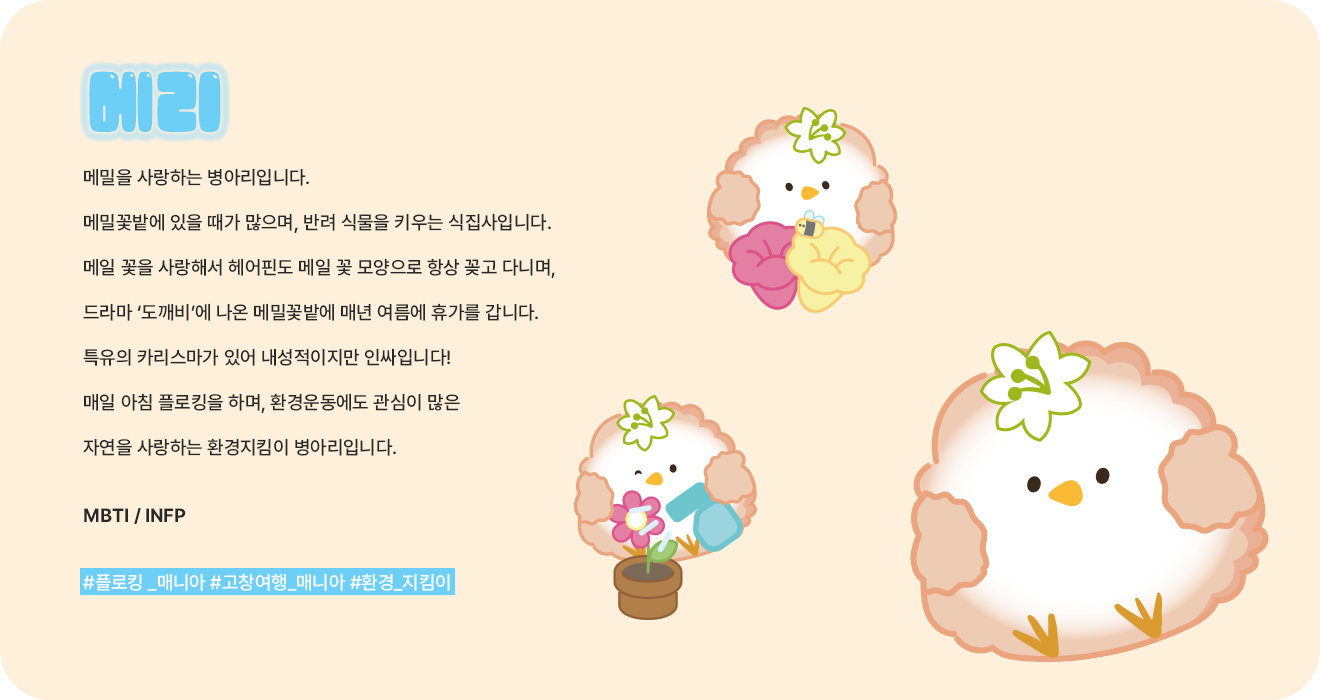 메리
메밀을 사랑하는 병아리입니다.
메밀꽃밭에 있을 때가 많으며, 반려 식물을 키우는 식집사입니다.
메일 꽃을 사랑해서 헤어핀도 메일 꽃 모양으로 항상 꽂고 다니며,
드라마 ‘도깨비’에 나온 메밀꽃밭에 매년 여름에 휴가를 갑니다.
특유의 카리스마가 있어 내성적이지만 인싸입니다!
매일 아침 플로킹을 하며, 환경운동에도 관심이 많은
자연을 사랑하는 환경지킴이 병아리입니다.
MBTI / INFP
#플로킹 _매니아 #고창여행_매니아 #환경_지킴이